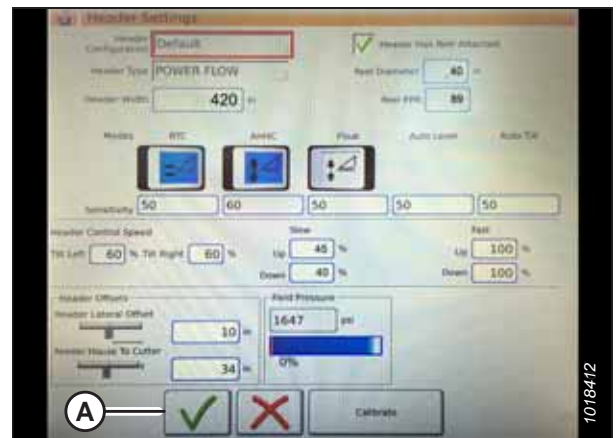 Header Settings
Header Configuration Default
Header Has Reel Attached
Header Type POWER FLOW
Reel Diameter 40 in
Header Width 420 in
Reel PPR 89
Modes RTC AHHC Float Auto Level Auto Tilt
Sensitivity 50 60 50 50 50
Header Control Speed
Slow Fast
Tilt Left 60 % Tilt Right 60 % Up 45 % Up 100 %
Down 40 % Down 100 %
Header Offsets Field Pressure
Header Lateral Offset
10 in 1647 psi
Feeder House To Cutter
34 in 0%
A
Calibrate
1018412